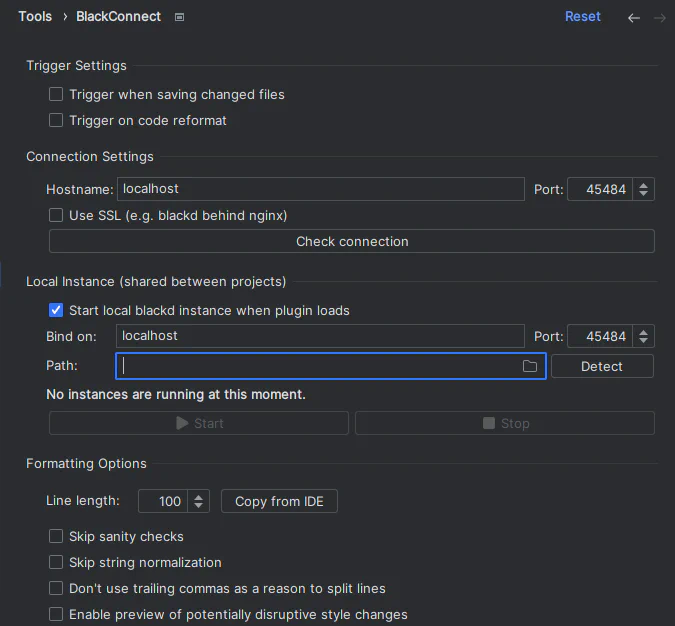 Tools › BlackConnect
Reset
Trigger Settings
Trigger when saving changed files
Trigger on code reformat
Connection Settings
Hostname: localhost Port: 45484
Use SSL (e.g. blackd behind nginx)
Check connection
Local Instance (shared between projects)
Start local blackd instance when plugin loads
Bind on: localhost Port: 45484
Path: Detect
No instances are running at this moment.
Start Stop
Formatting Options
Line length: 100 Copy from IDE
Skip sanity checks
Skip string normalization
Don't use trailing commas as a reason to split lines
Enable preview of potentially disruptive style changes